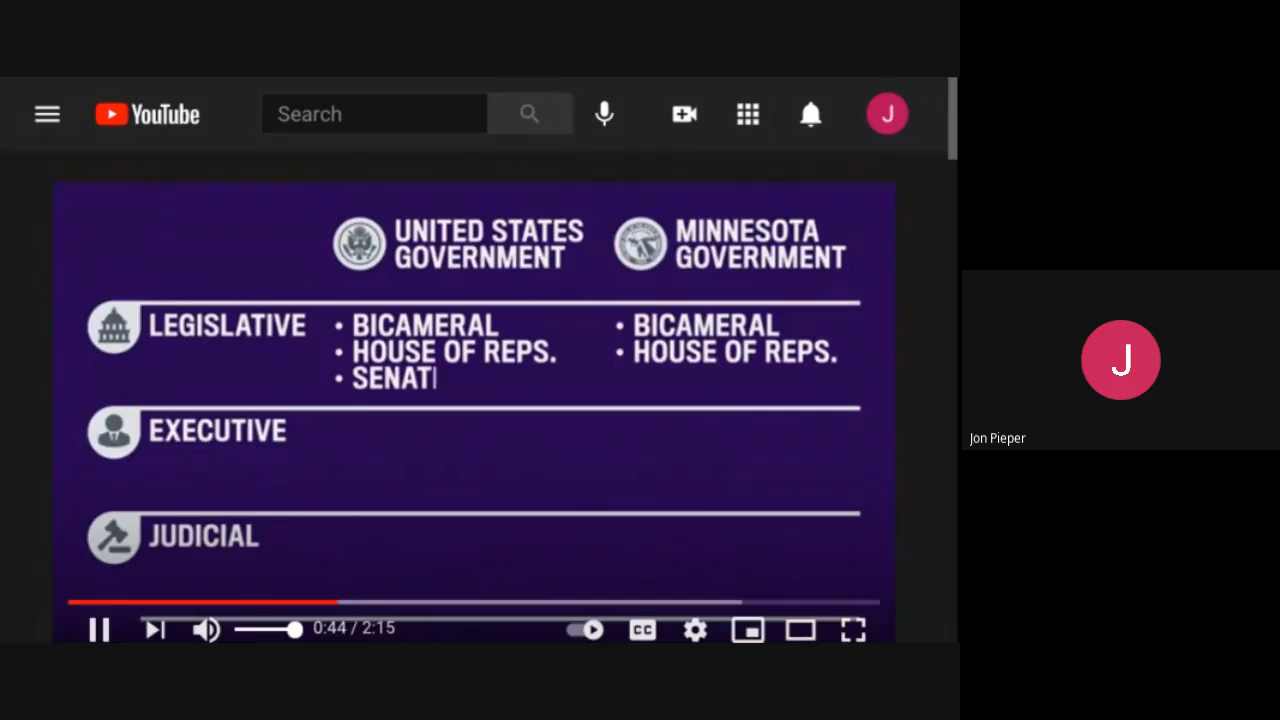 YouTube
Search
J
UNITED STATES
GOVERNMENT
MINNESOTA
GOVERNMENT
LEGISLATIVE
• BICAMERAL
• HOUSE OF REPS.
• SENAT
• BICAMERAL
• HOUSE OF REPS.
EXECUTIVE
JUDICIAL
0:44 / 2:15
CC
J
Jon Pieper